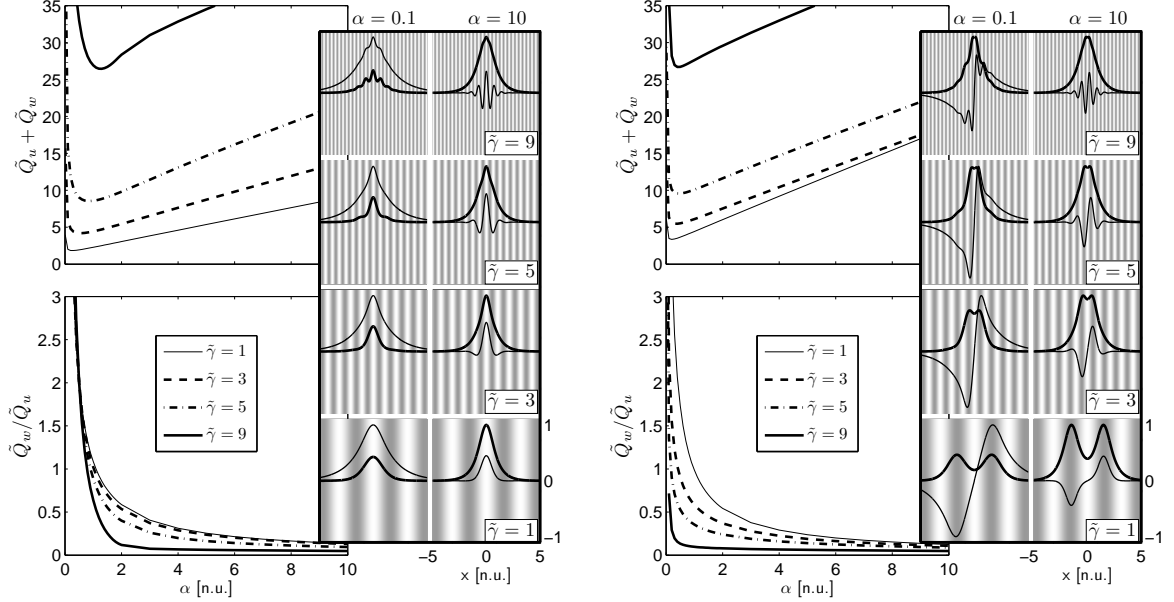 α = 0.1 α = 10
35
30
25
20
15
10
5
0
Q̃u + Q̃w
γ̃ = 9
γ̃ = 5
γ̃ = 3
γ̃ = 1
1
0
−1
3
2.5
2
1.5
1
0.5
0
Q̃w/Q̃u
γ̃ = 1
γ̃ = 3
γ̃ = 5
γ̃ = 9
0 2 4 6 8 10
α [n.u.]
−5 0 5
x [n.u.]
α = 0.1 α = 10
35
30
25
20
15
10
5
0
Q̃u + Q̃w
γ̃ = 9
γ̃ = 5
γ̃ = 3
γ̃ = 1
1
0
−1
3
2.5
2
1.5
1
0.5
0
Q̃w/Q̃u
γ̃ = 1
γ̃ = 3
γ̃ = 5
γ̃ = 9
0 2 4 6 8 10
α [n.u.]
−5 0 5
x [n.u.]